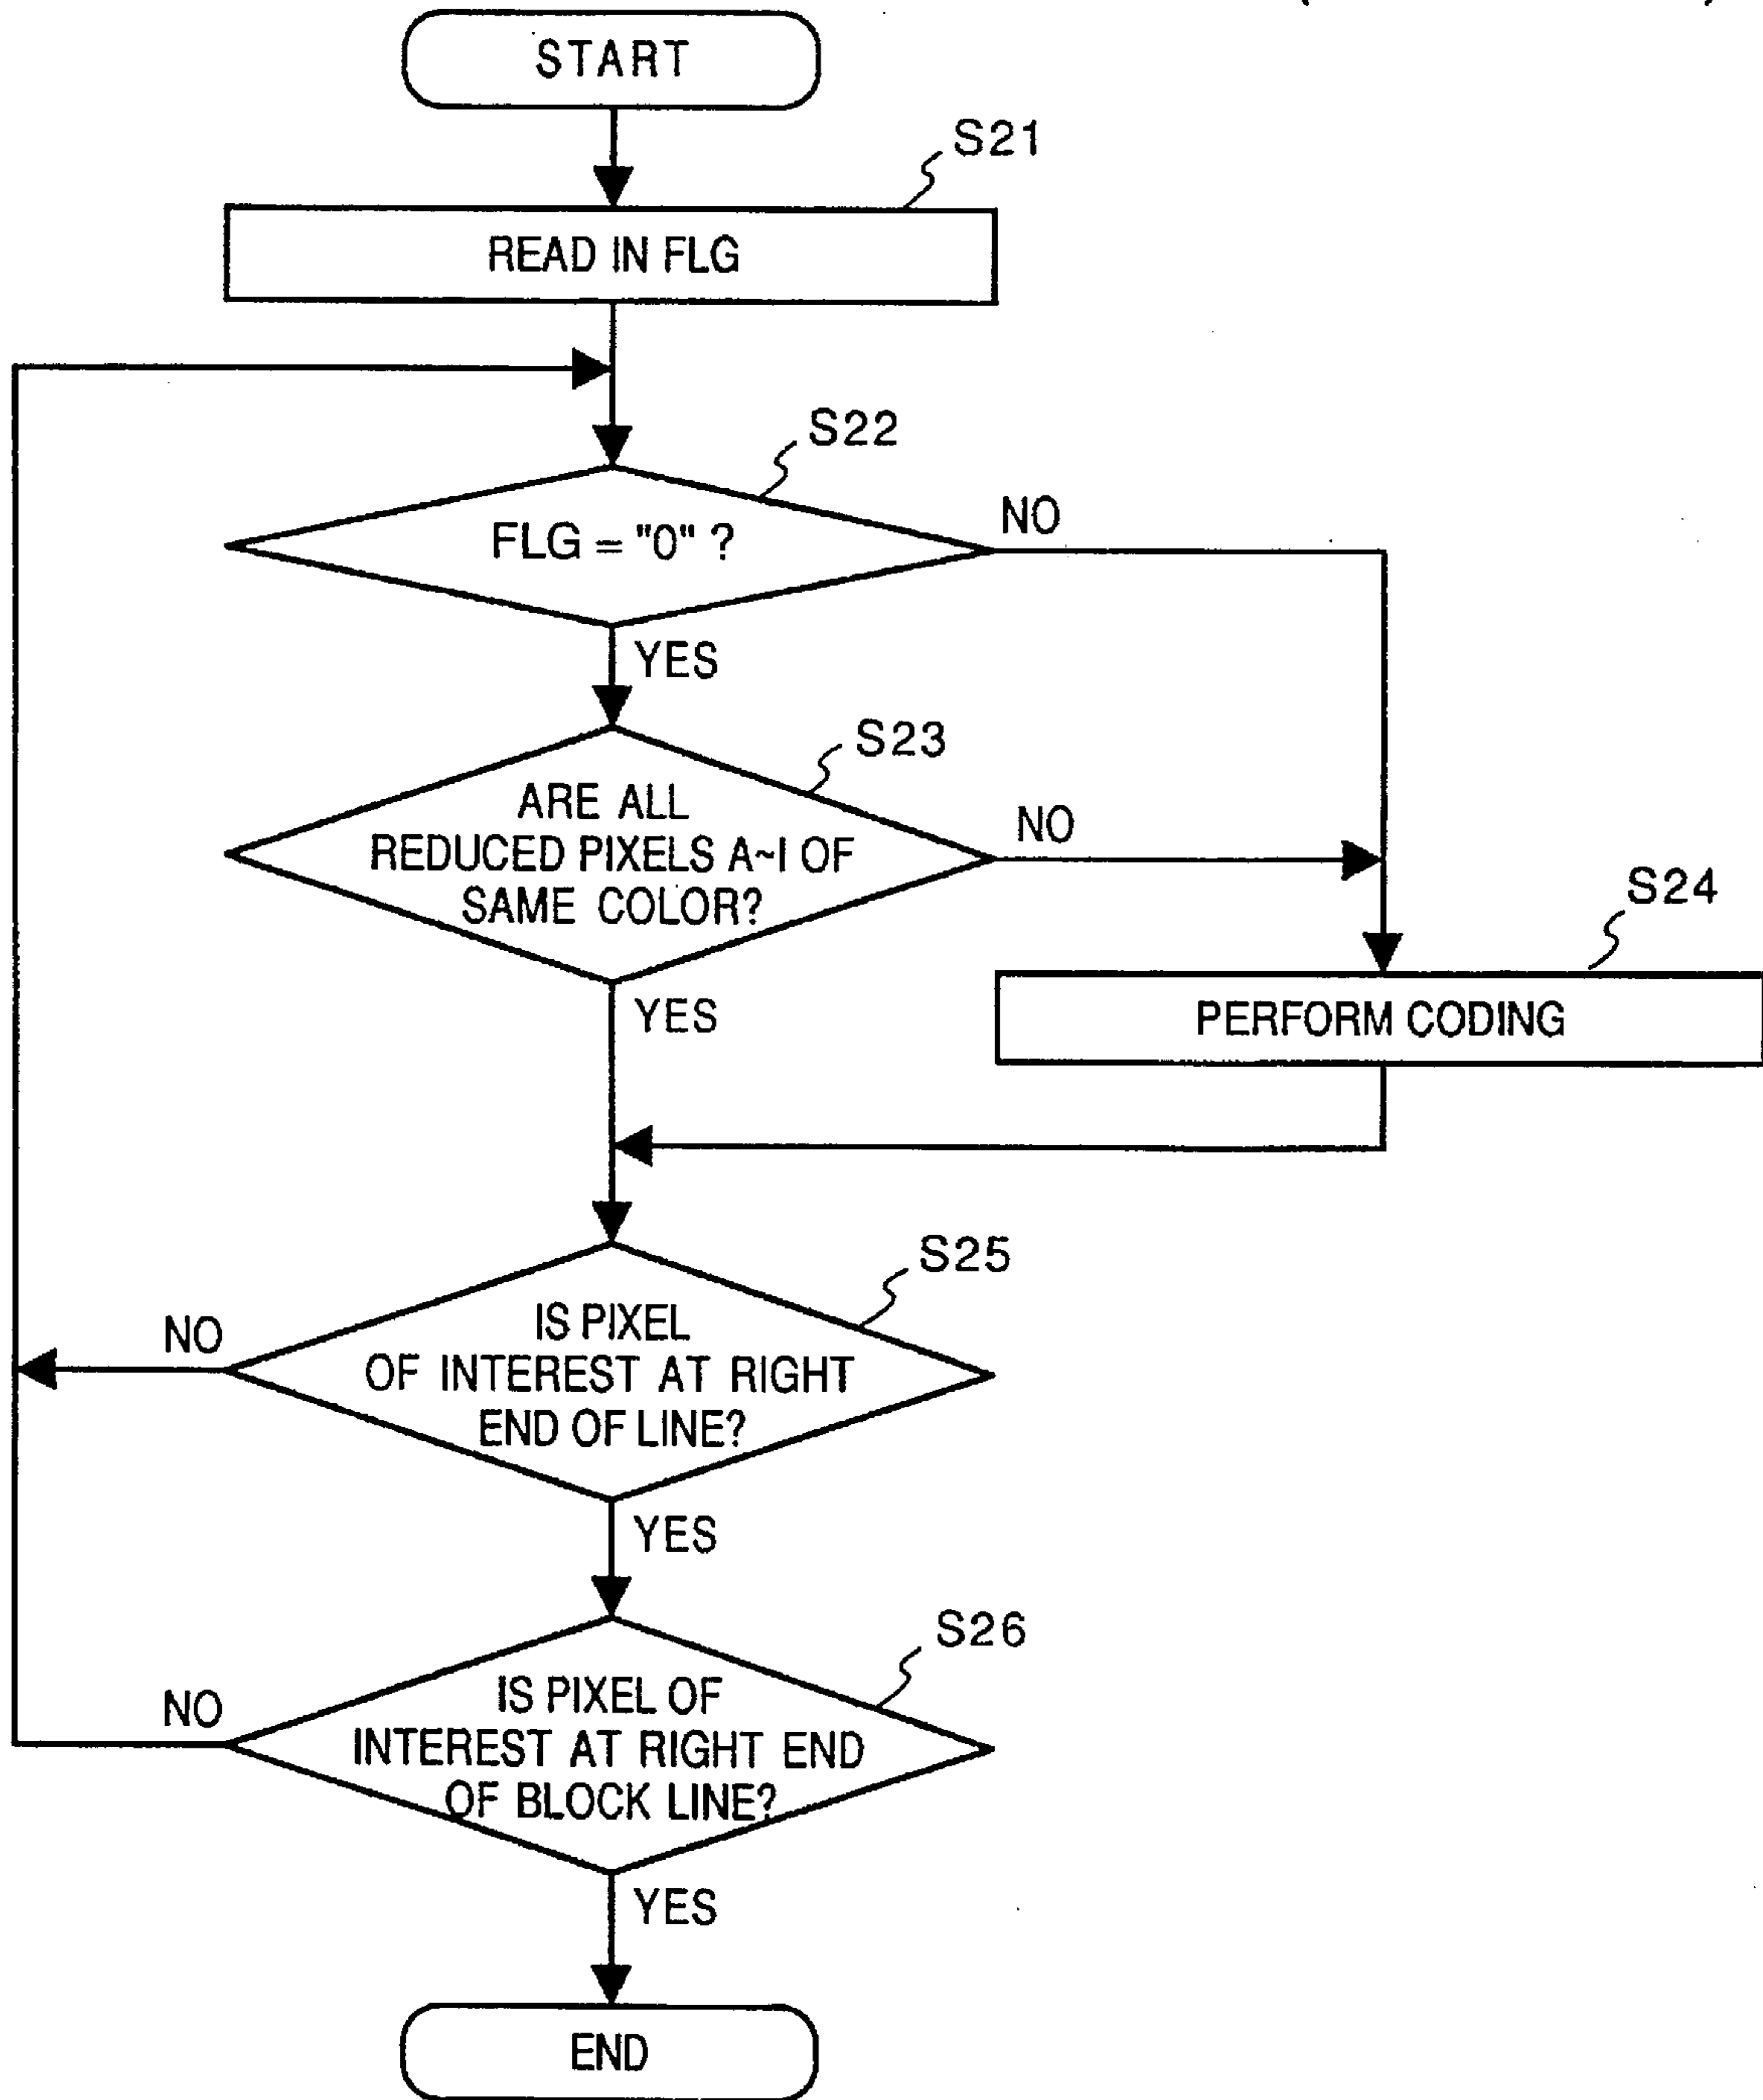 START
S21
READ IN FLG
S22
FLG = "0" ?
NO
YES
S23
ARE ALL
REDUCED PIXELS A~I OF
SAME COLOR?
NO
YES
S24
PERFORM CODING
S25
IS PIXEL
OF INTEREST AT RIGHT
END OF LINE?
NO
YES
S26
IS PIXEL OF
INTEREST AT RIGHT END
OF BLOCK LINE?
NO
YES
END